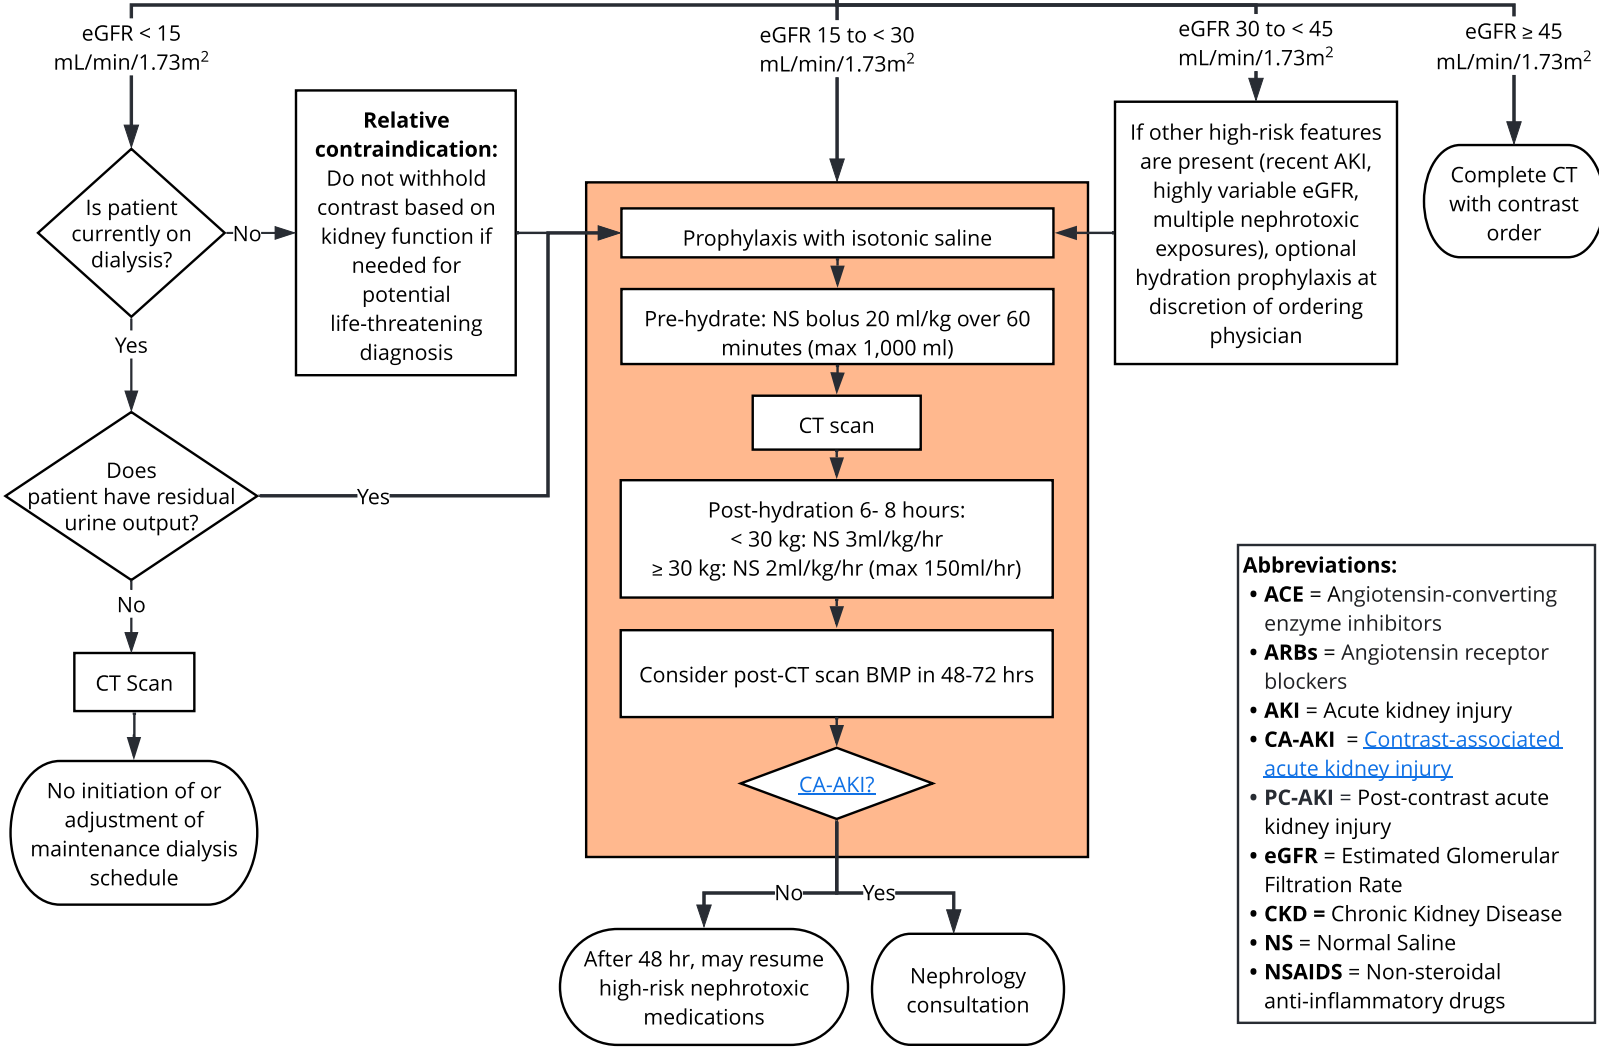 eGFR < 15
mL/min/1.73m²
eGFR 15 to < 30
mL/min/1.73m²
eGFR 30 to < 45
mL/min/1.73m²
eGFR ≥ 45
mL/min/1.73m²
Is patient
currently on
dialysis?
No
Relative
contraindication:
Do not withhold
contrast based on
kidney function if
needed for
potential
life-threatening
diagnosis
Yes
Does
patient have residual
urine output?
Yes
No
CT Scan
No initiation of or
adjustment of
maintenance dialysis
schedule
Prophylaxis with isotonic saline
Pre-hydrate: NS bolus 20 ml/kg over 60
minutes (max 1,000 ml)
CT scan
Post-hydration 6- 8 hours:
< 30 kg: NS 3ml/kg/hr
≥ 30 kg: NS 2ml/kg/hr (max 150ml/hr)
Consider post-CT scan BMP in 48-72 hrs
CA-AKI?
No
Yes
After 48 hr, may resume
high-risk nephrotoxic
medications
Nephrology
consultation
If other high-risk features
are present (recent AKI,
highly variable eGFR,
multiple nephrotoxic
exposures), optional
hydration prophylaxis at
discretion of ordering
physician
Complete CT
with contrast
order
Abbreviations:
• ACE = Angiotensin-converting
enzyme inhibitors
• ARBs = Angiotensin receptor
blockers
• AKI = Acute kidney injury
• CA-AKI = Contrast-associated
acute kidney injury
• PC-AKI = Post-contrast acute
kidney injury
• eGFR = Estimated Glomerular
Filtration Rate
• CKD = Chronic Kidney Disease
• NS = Normal Saline
• NSAIDS = Non-steroidal
anti-inflammatory drugs